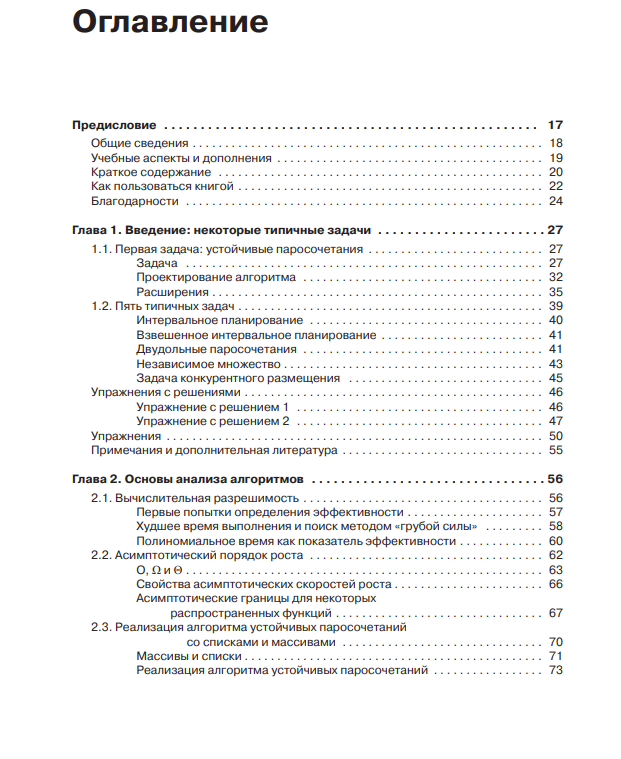 Оглавление
Предисловие . . . . . . . . . . . . . . . . . . . . . . . . . . . . . . . . . . . . . . . . . . . . . . . . . . 17
Общие сведения . . . . . . . . . . . . . . . . . . . . . . . . . . . . . . . . . . . . . . . . . . . . . . . . . 18
Учебные аспекты и дополнения . . . . . . . . . . . . . . . . . . . . . . . . . . . . . . . . . . . . . 19
Краткое содержание . . . . . . . . . . . . . . . . . . . . . . . . . . . . . . . . . . . . . . . . . . . . . 20
Как пользоваться книгой . . . . . . . . . . . . . . . . . . . . . . . . . . . . . . . . . . . . . . . . . . 22
Благодарности . . . . . . . . . . . . . . . . . . . . . . . . . . . . . . . . . . . . . . . . . . . . . . . . . 24
Глава 1. Введение: некоторые типичные задачи . . . . . . . . . . . . . . . . . . . . . . . 27
1.1. Первая задача: устойчивые паросочетания . . . . . . . . . . . . . . . . . . . . . . . . 27
Задача . . . . . . . . . . . . . . . . . . . . . . . . . . . . . . . . . . . . . . . . . . . . . . . . . . 27
Проектирование алгоритма . . . . . . . . . . . . . . . . . . . . . . . . . . . . . . . . . . 32
Расширения . . . . . . . . . . . . . . . . . . . . . . . . . . . . . . . . . . . . . . . . . . . . . . 35
1.2. Пять типичных задач . . . . . . . . . . . . . . . . . . . . . . . . . . . . . . . . . . . . . . . . . . 39
Интервальное планирование . . . . . . . . . . . . . . . . . . . . . . . . . . . . . . . . . 40
Взвешенное интервальное планирование . . . . . . . . . . . . . . . . . . . . . . . 41
Двудольные паросочетания . . . . . . . . . . . . . . . . . . . . . . . . . . . . . . . . . . 41
Независимое множество . . . . . . . . . . . . . . . . . . . . . . . . . . . . . . . . . . . . 43
Задача конкурентного размещения . . . . . . . . . . . . . . . . . . . . . . . . . . . . 45
Упражнения с решениями . . . . . . . . . . . . . . . . . . . . . . . . . . . . . . . . . . . . . . . . . 46
Упражнение с решением 1 . . . . . . . . . . . . . . . . . . . . . . . . . . . . . . . . . . . 46
Упражнение с решением 2 . . . . . . . . . . . . . . . . . . . . . . . . . . . . . . . . . . . 47
Упражнения . . . . . . . . . . . . . . . . . . . . . . . . . . . . . . . . . . . . . . . . . . . . . . . . . . . 50
Примечания и дополнительная литература . . . . . . . . . . . . . . . . . . . . . . . . . . . 55
Глава 2. Основы анализа алгоритмов . . . . . . . . . . . . . . . . . . . . . . . . . . . . . . . 56
2.1. Вычислительная разрешимость . . . . . . . . . . . . . . . . . . . . . . . . . . . . . . . . . 56
Первые попытки определения эффективности . . . . . . . . . . . . . . . . . . . 57
Худшее время выполнения и поиск методом «грубой силы» . . . . . . . . 58
Полиномиальное время как показатель эффективности . . . . . . . . . . . . 60
2.2. Асимптотический порядок роста . . . . . . . . . . . . . . . . . . . . . . . . . . . . . . . . 62
O, Ω и Θ . . . . . . . . . . . . . . . . . . . . . . . . . . . . . . . . . . . . . . . . . . . . . . . . . 63
Свойства асимптотических скоростей роста . . . . . . . . . . . . . . . . . . . . . 66
Асимптотические границы для некоторых
распространенных функций . . . . . . . . . . . . . . . . . . . . . . . . . . . . . 67
2.3. Реализация алгоритма устойчивых паросочетаний
со списками и массивами . . . . . . . . . . . . . . . . . . . . . . . . . . . . 70
Массивы и списки . . . . . . . . . . . . . . . . . . . . . . . . . . . . . . . . . . . . . . . . . . 71
Реализация алгоритма устойчивых паросочетаний . . . . . . . . . . . . . . . . 73